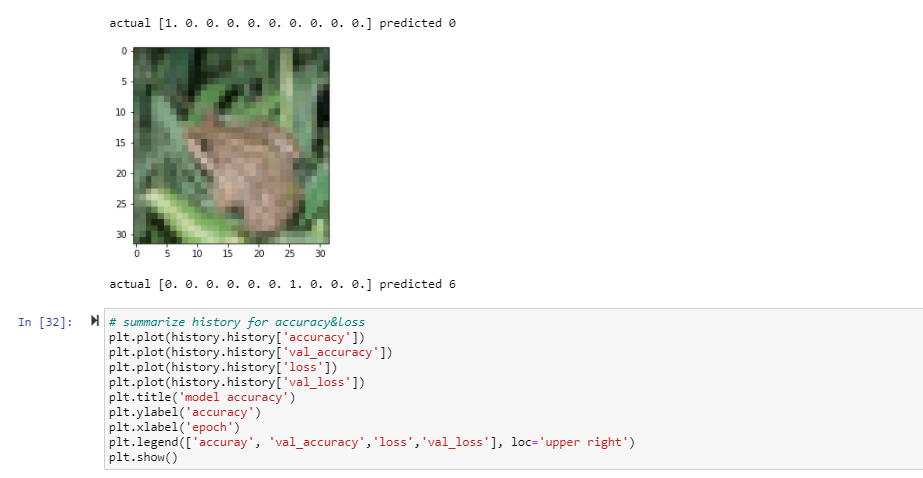 actual [1. 0. 0. 0. 0. 0. 0. 0. 0. 0.] predicted 0
0
5
10
15
20
25
30
0 5 10 15 20 25 30
actual [0. 0. 0. 0. 0. 0. 1. 0. 0. 0.] predicted 6
In [32]: # summarize history for accuracy&loss
plt.plot(history.history['accuracy'])
plt.plot(history.history['val_accuracy'])
plt.plot(history.history['loss'])
plt.plot(history.history['val_loss'])
plt.title('model accuracy')
plt.ylabel('accuracy')
plt.xlabel('epoch')
plt.legend(['accuray', 'val_accuracy','loss','val_loss'], loc='upper right')
plt.show()